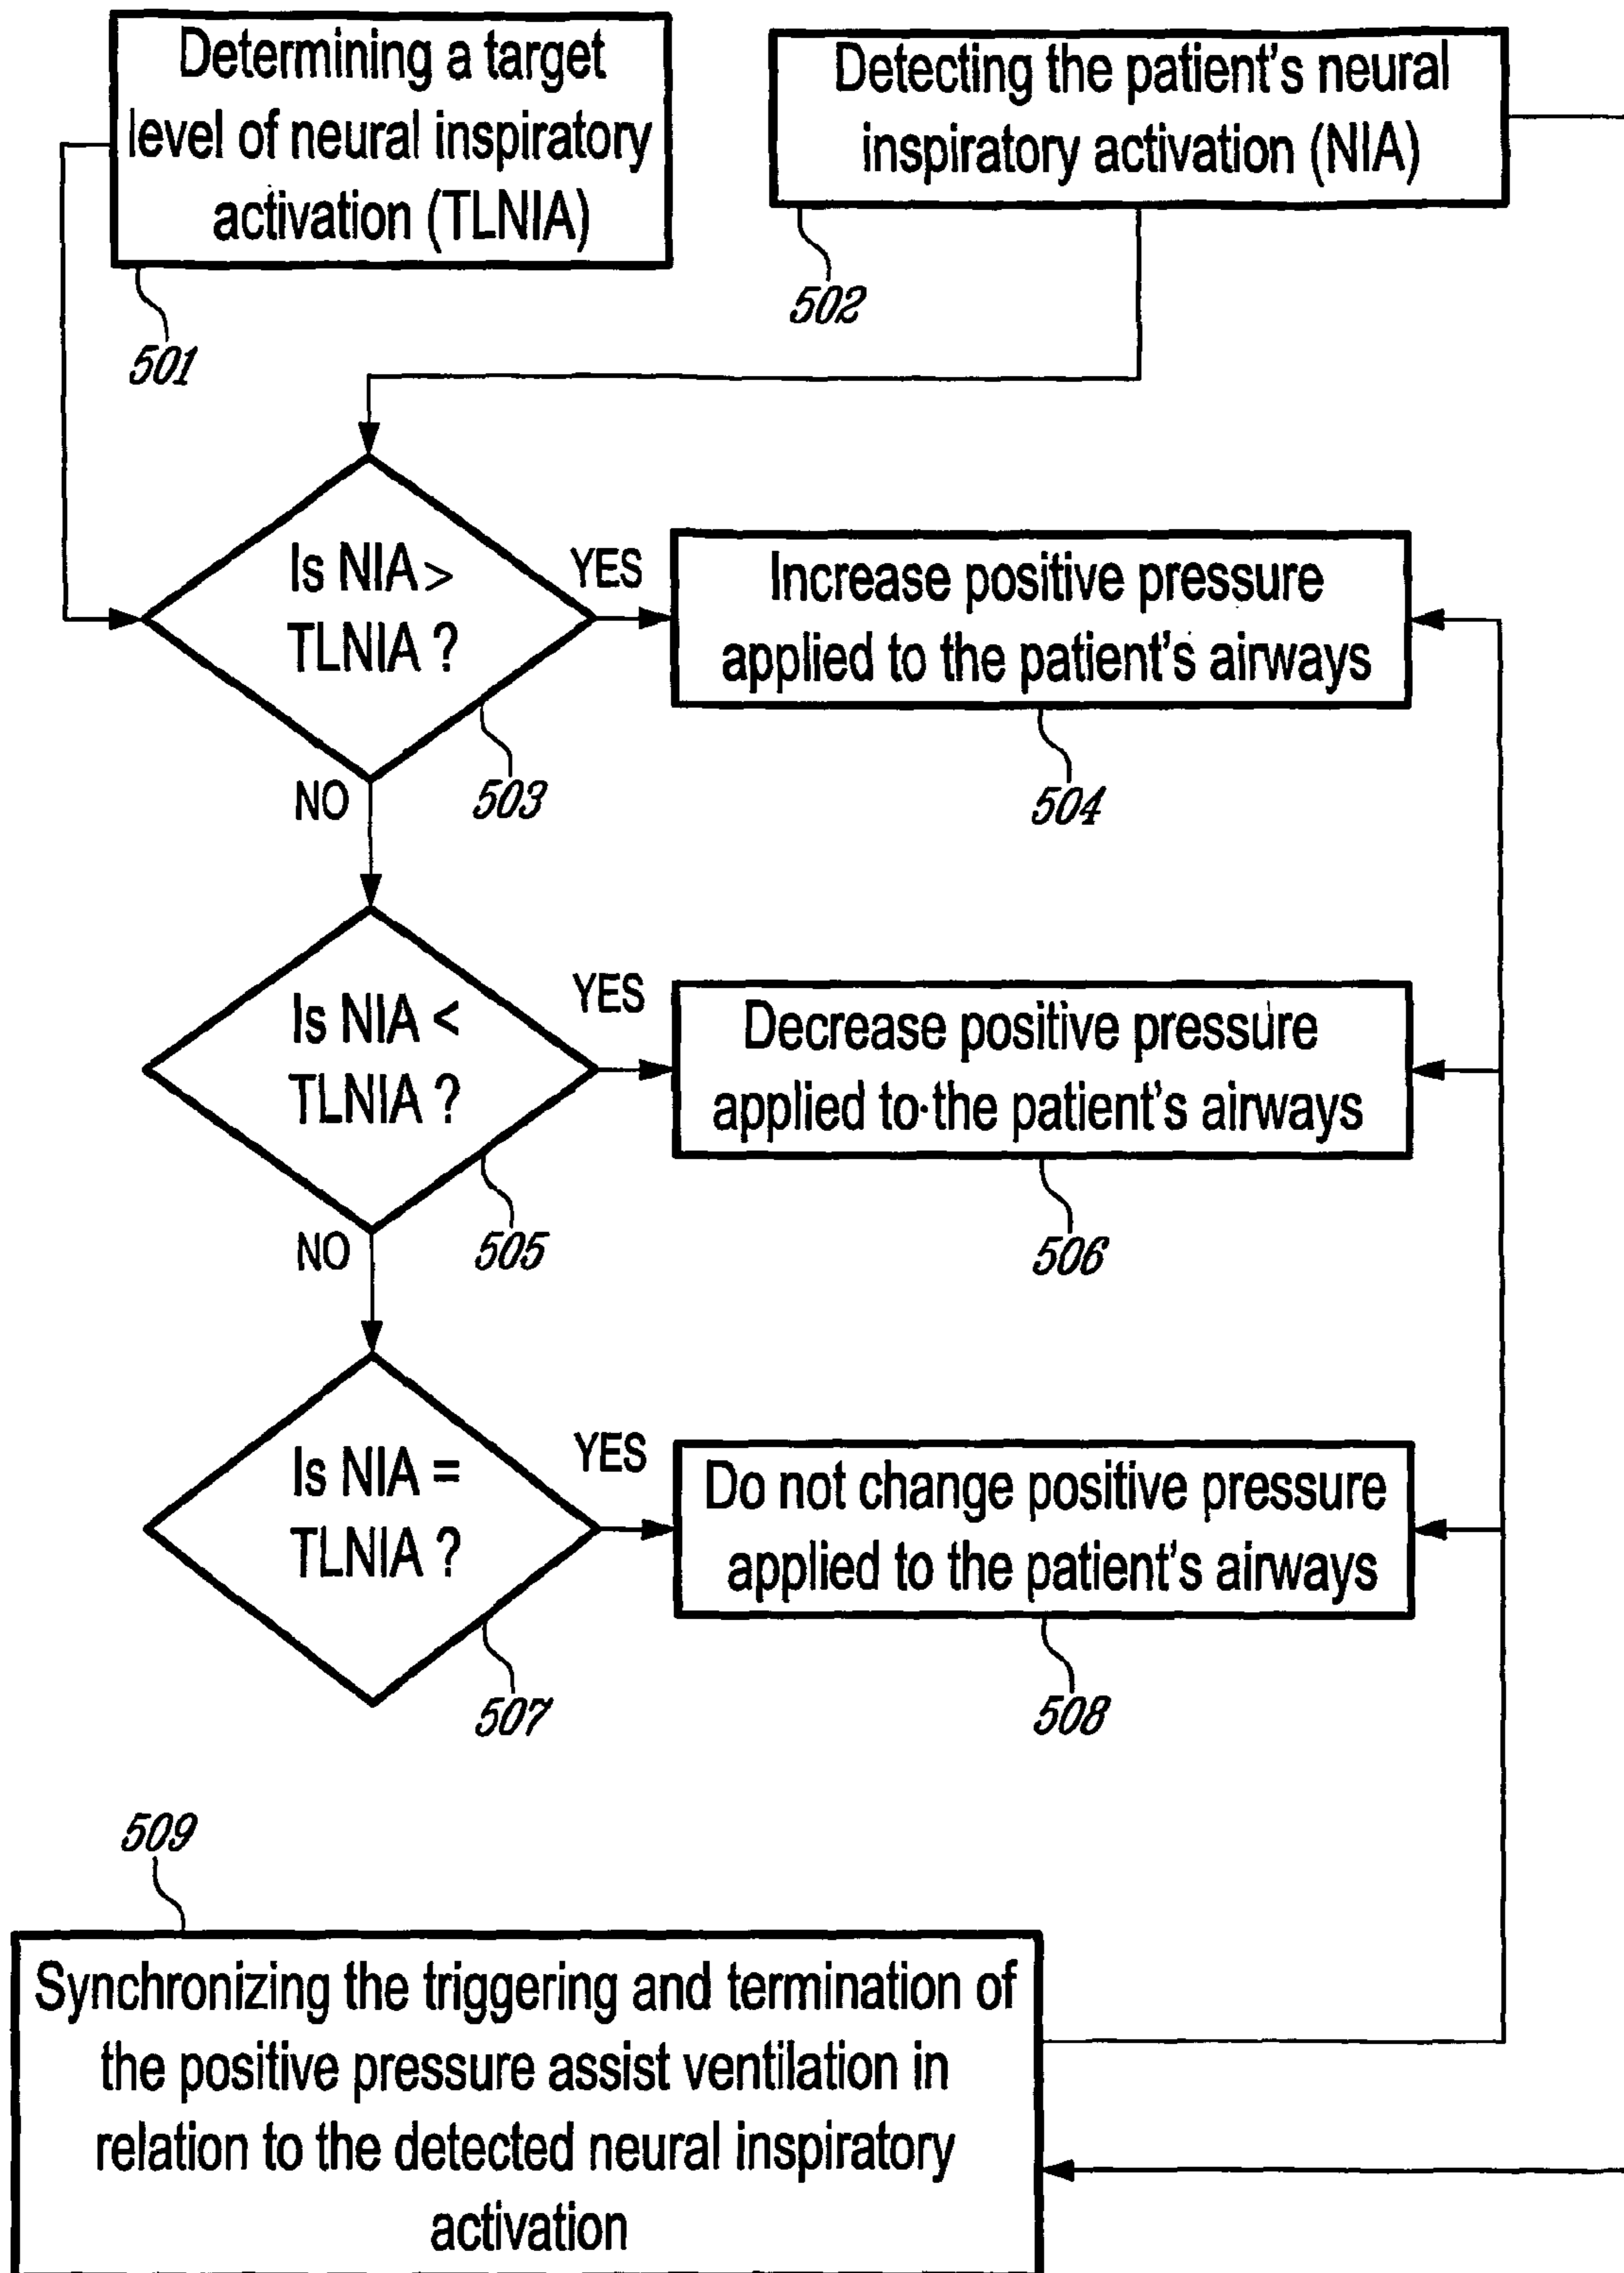 Determining a target
level of neural inspiratory
activation (TLNIA)
501
Detecting the patient's neural
inspiratory activation (NIA)
502
Is NIA >
TLNIA ?
503
YES
Increase positive pressure
applied to the patient's airways
504
NO
Is NIA <
TLNIA ?
505
YES
Decrease positive pressure
applied to the patient's airways
506
NO
Is NIA =
TLNIA ?
507
YES
Do not change positive pressure
applied to the patient's airways
508
509
Synchronizing the triggering and termination of
the positive pressure assist ventilation in
relation to the detected neural inspiratory
activation